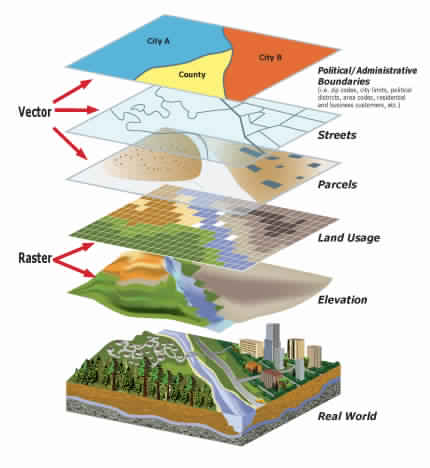 City A
City B
County
Political/Administrative
Boundaries
(i.e. zip codes, city limits, political
districts, area codes, residential
and business customers, etc.)
Vector
Streets
Parcels
Land Usage
Raster
Elevation
Real World